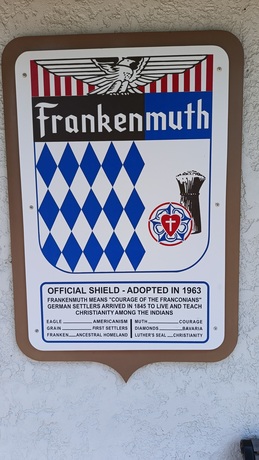 Frankenmuth
OFFICIAL SHIELD - ADOPTED IN 1963
FRANKENMUTH MEANS "COURAGE OF THE FRANCONIANS"
GERMAN SETTLERS ARRIVED IN 1845 TO LIVE AND TEACH
CHRISTIANITY AMONG THE INDIANS
EAGLE AMERICANISM
GRAIN FIRST SETTLERS
FRANKEN ANCESTRAL HOMELAND
MUTH COURAGE
DIAMONDS BAVARIA
LUTHER'S SEAL CHRISTIANITY